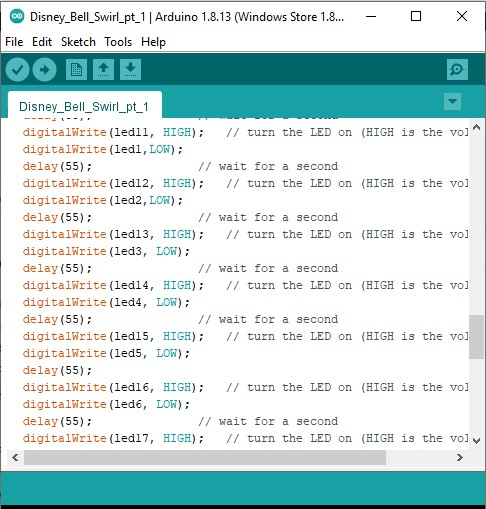 Disney_Bell_Swirl_pt_1 | Arduino 1.8.13 (Windows Store 1.8...
File Edit Sketch Tools Help
Disney_Bell_Swirl_pt_1
delay(55); // wait for a second
digitalWrite(led11, HIGH); // turn the LED on (HIGH is the vol
digitalWrite(led1,LOW);
delay(55); // wait for a second
digitalWrite(led12, HIGH); // turn the LED on (HIGH is the vol
digitalWrite(led2,LOW);
delay(55); // wait for a second
digitalWrite(led13, HIGH); // turn the LED on (HIGH is the vol
digitalWrite(led3, LOW);
delay(55); // wait for a second
digitalWrite(led14, HIGH); // turn the LED on (HIGH is the vol
digitalWrite(led4, LOW);
delay(55); // wait for a second
digitalWrite(led15, HIGH); // turn the LED on (HIGH is the vol
digitalWrite(led5, LOW);
delay(55);
digitalWrite(led16, HIGH); // turn the LED on (HIGH is the vol
digitalWrite(led6, LOW);
delay(55); // wait for a second
digitalWrite(led17, HIGH); // turn the LED on (HIGH is the vol